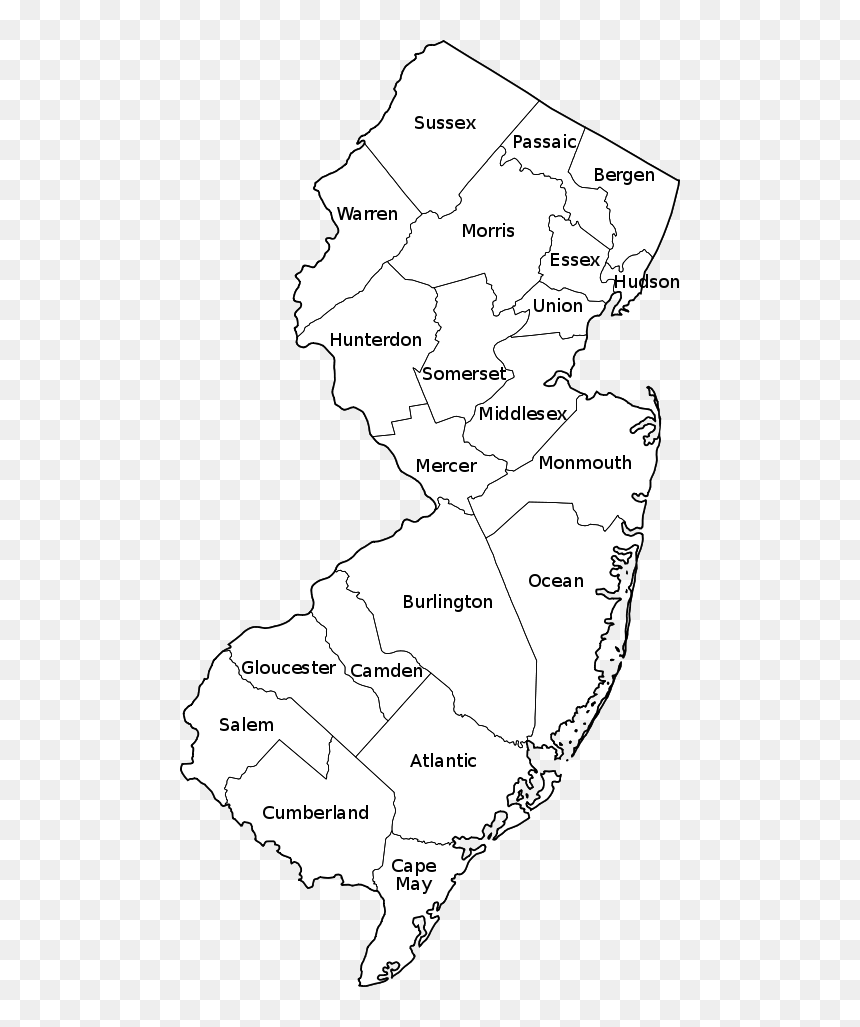 Sussex
Passaic
Bergen
Warren
Morris
Essex
Hudson
Union
Hunterdon
Somerset
Middlesex
Mercer
Monmouth
Ocean
Burlington
Gloucester
Camden
Salem
Atlantic
Cumberland
Cape
May